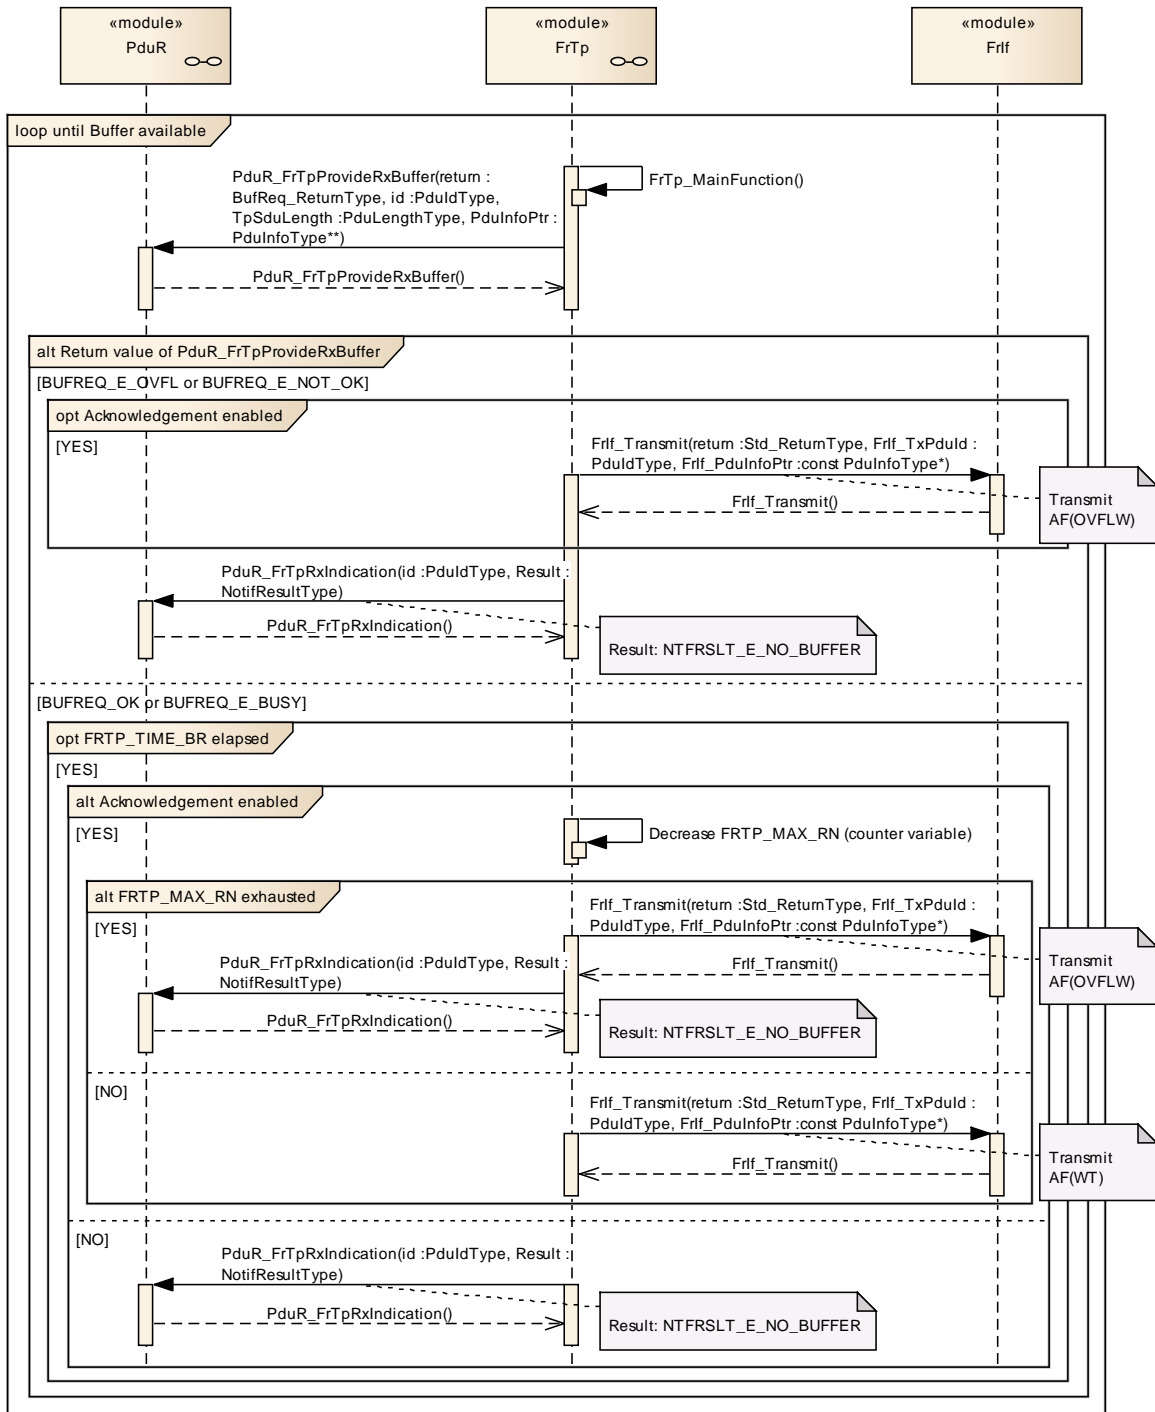 «module»
PduR
«module»
FrTp
«module»
FrIf
loop until Buffer available
PduR_FrTpProvideRxBuffer(return :
BufReq_ReturnType, id :PduIdType,
TpSduLength :PduLengthType, PduInfoPtr :
PduInfoType**)
FrTp_MainFunction()
PduR_FrTpProvideRxBuffer()
alt Return value of PduR_FrTpProvideRxBuffer
[BUFREQ_E_OVFL or BUFREQ_E_NOT_OK]
opt Acknowledgement enabled
[YES]
FrIf_Transmit(return :Std_ReturnType, FrIf_TxPduId :
PduIdType, FrIf_PduInfoPtr :const PduInfoType*)
FrIf_Transmit()
Transmit
AF(OVFLW)
PduR_FrTpRxIndication(id :PduIdType, Result :
NotifResultType)
PduR_FrTpRxIndication()
Result: NTFRSLT_E_NO_BUFFER
[BUFREQ_OK or BUFREQ_E_BUSY]
opt FRTP_TIME_BR elapsed
[YES]
alt Acknowledgement enabled
[YES]
Decrease FRTP_MAX_RN (counter variable)
alt FRTP_MAX_RN exhausted
[YES]
FrIf_Transmit(return :Std_ReturnType, FrIf_TxPduId :
PduIdType, FrIf_PduInfoPtr :const PduInfoType*)
FrIf_Transmit()
Transmit
AF(OVFLW)
PduR_FrTpRxIndication(id :PduIdType, Result :
NotifResultType)
PduR_FrTpRxIndication()
Result: NTFRSLT_E_NO_BUFFER
[NO]
FrIf_Transmit(return :Std_ReturnType, FrIf_TxPduId :
PduIdType, FrIf_PduInfoPtr :const PduInfoType*)
FrIf_Transmit()
Transmit
AF(WT)
[NO]
PduR_FrTpRxIndication(id :PduIdType, Result :
NotifResultType)
PduR_FrTpRxIndication()
Result: NTFRSLT_E_NO_BUFFER